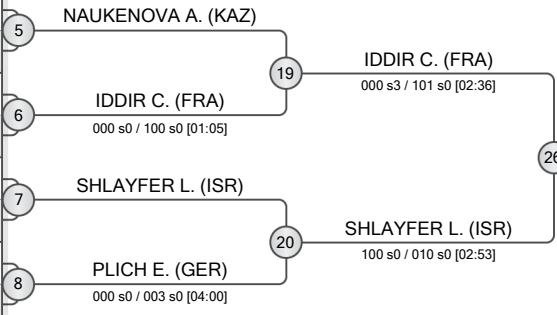 NAUKENOVA A. (KAZ)
5
19
IDDIR C. (FRA)
000 s3 / 101 s0 [02:36]
IDDIR C. (FRA)
6
000 s0 / 100 s0 [01:05]
26
SHLAYFER L. (ISR)
7
20
SHLAYFER L. (ISR)
100 s0 / 010 s0 [02:53]
PLICH E. (GER)
8
000 s0 / 003 s0 [04:00]